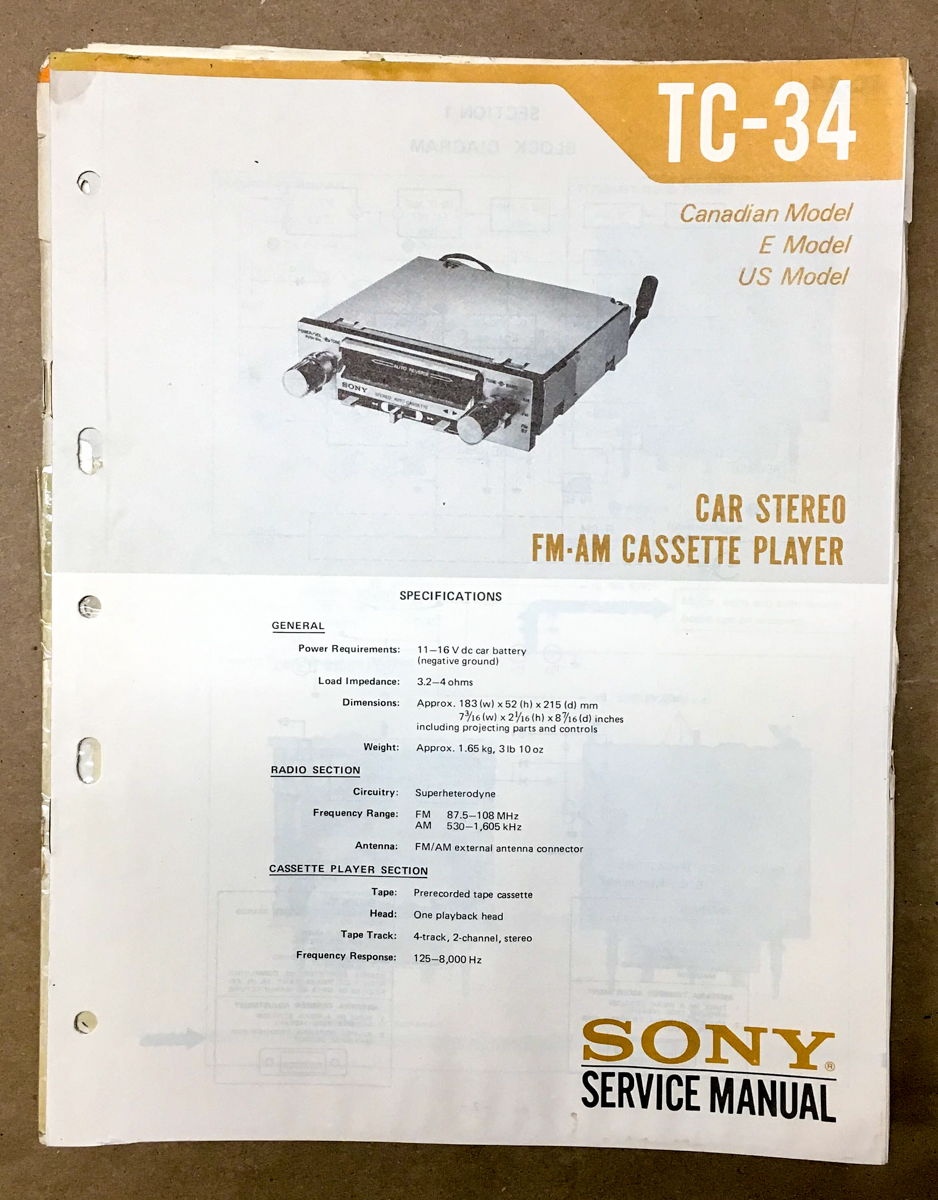 TC-34
Canadian Model
E Model
US Model
AUTO REVERSE
SONY
STEREO AUTO CASSETTE
CAR STEREO
FM·AM CASSETTE PLAYER
SPECIFICATIONS
GENERAL
Power Requirements: 11–16 V dc car battery
(negative ground)
Load Impedance: 3.2–4 ohms
Dimensions: Approx. 183 (w) x 52 (h) x 215 (d) mm
7 3/16 (w) x 2 1/16 (h) x 8 7/16 (d) inches
including projecting parts and controls
Weight: Approx. 1.65 kg, 3 lb 10 oz
RADIO SECTION
Circuitry: Superheterodyne
Frequency Range: FM 87.5–108 MHz
AM 530–1,605 kHz
Antenna: FM/AM external antenna connector
CASSETTE PLAYER SECTION
Tape: Prerecorded tape cassette
Head: One playback head
Tape Track: 4-track, 2-channel, stereo
Frequency Response: 125–8,000 Hz
SONY®
SERVICE MANUAL